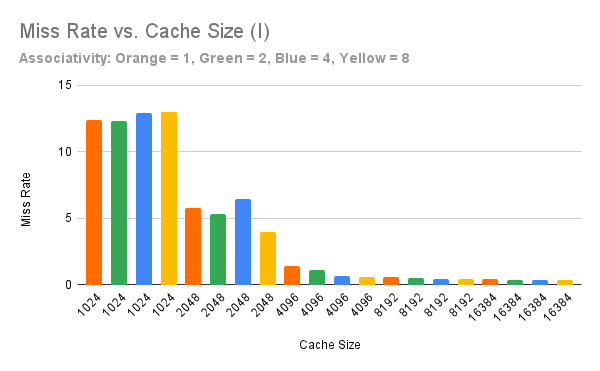 Miss Rate vs. Cache Size (I)
Associativity: Orange = 1, Green = 2, Blue = 4, Yellow = 8
15
10
5
0
Miss Rate
1024 1024 1024 1024 2048 2048 2048 2048 4096 4096 4096 4096 8192 8192 8192 8192 16384 16384 16384 16384
Cache Size